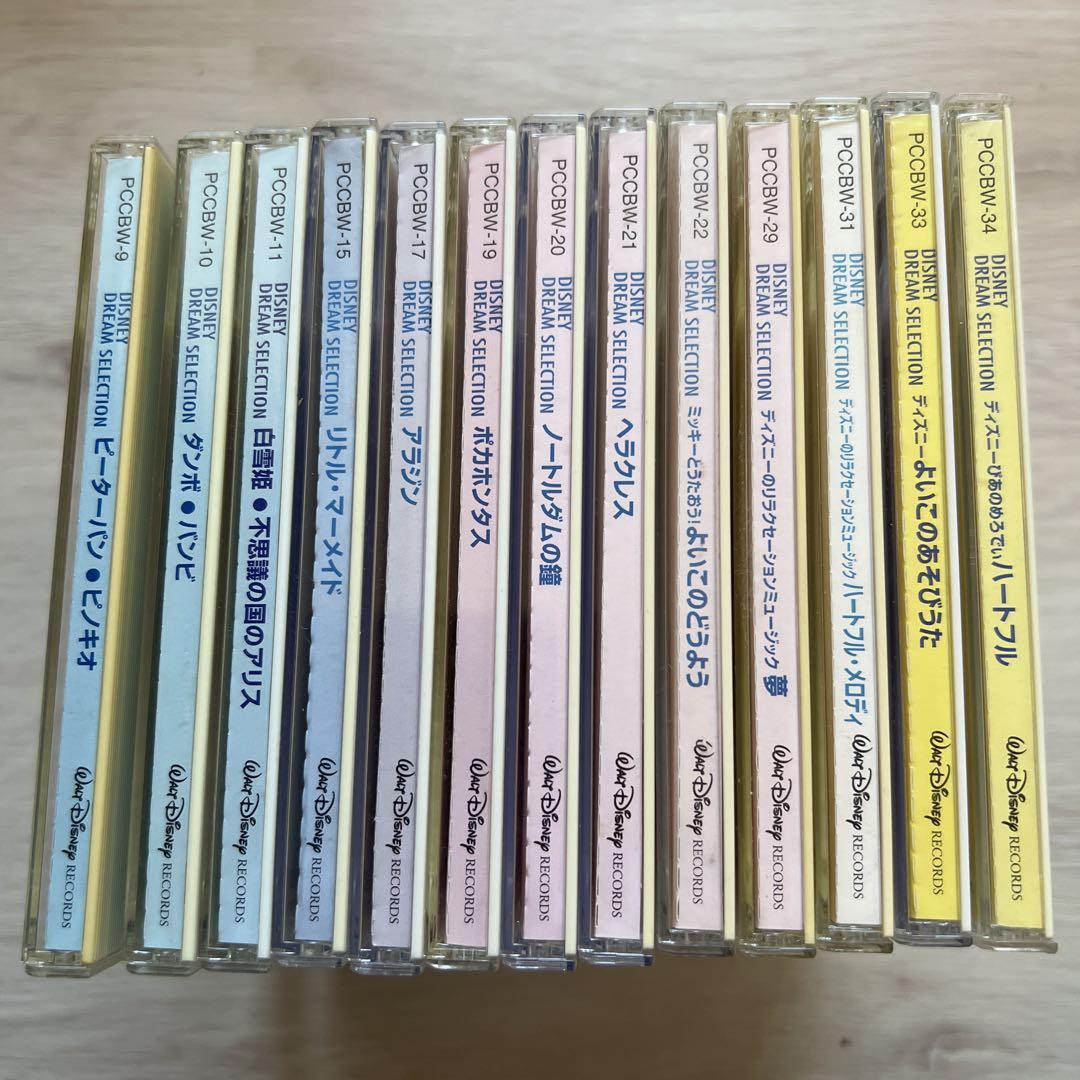 PCCBW-9 DISNEY DREAM SELECTION ピーターパン●ピノキオ WALT DISNEY RECORDS
PCCBW-10 DISNEY DREAM SELECTION ダンボ●バンビ WALT DISNEY RECORDS
PCCBW-11 DISNEY DREAM SELECTION 白雪姫●不思議の国のアリス WALT DISNEY RECORDS
PCCBW-15 DISNEY DREAM SELECTION リトル・マーメイド WALT DISNEY RECORDS
PCCBW-17 DISNEY DREAM SELECTION アラジン WALT DISNEY RECORDS
PCCBW-19 DISNEY DREAM SELECTION ポカホンタス WALT DISNEY RECORDS
PCCBW-20 DISNEY DREAM SELECTION ノートルダムの鐘 WALT DISNEY RECORDS
PCCBW-21 DISNEY DREAM SELECTION ヘラクレス WALT DISNEY RECORDS
PCCBW-22 DISNEY DREAM SELECTION ミッキーとうたおう!よいこのどうよう WALT DISNEY RECORDS
PCCBW-29 DISNEY DREAM SELECTION ディズニーのリラクセーションミュージック 夢 WALT DISNEY RECORDS
PCCBW-31 DISNEY DREAM SELECTION ディズニーのリラクセーションミュージック ハートフル・メロディ WALT DISNEY RECORDS
PCCBW-33 DISNEY DREAM SELECTION ディズニーよいこのあそびうた WALT DISNEY RECORDS
PCCBW-34 DISNEY DREAM SELECTION ディズニーぴあのめろでぃハートフル WALT DISNEY RECORDS